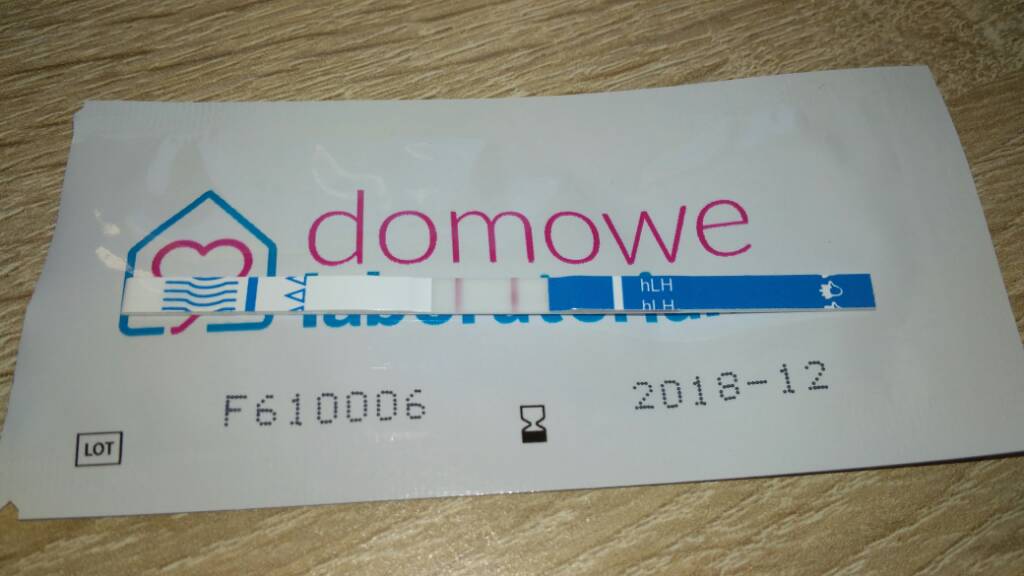 domowe
hLH
hLH
F610006
2018-12
LOT